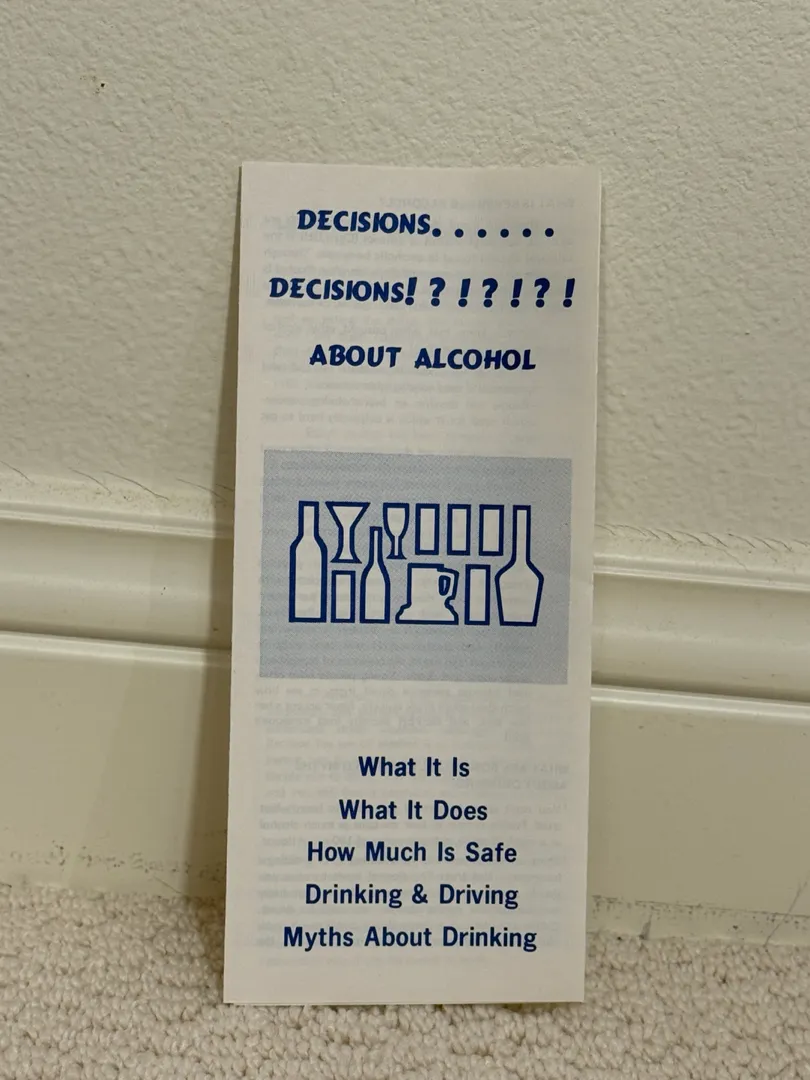 DECISIONS......
DECISIONS!?!?!?!
ABOUT ALCOHOL
What It Is
What It Does
How Much Is Safe
Drinking & Driving
Myths About Drinking